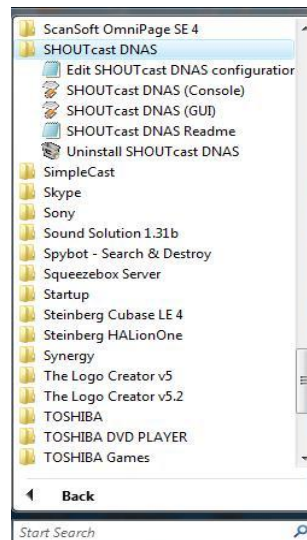 ScanSoft OmniPage SE 4
SHOUTcast DNAS
Edit SHOUTcast DNAS configuration
SHOUTcast DNAS (Console)
SHOUTcast DNAS (GUI)
SHOUTcast DNAS Readme
Uninstall SHOUTcast DNAS
SimpleCast
Skype
Sony
Sound Solution 1.31b
Spybot - Search & Destroy
Squeezebox Server
Startup
Steinberg Cubase LE 4
Steinberg HALionOne
Synergy
The Logo Creator v5
The Logo Creator v5.2
TOSHIBA
TOSHIBA DVD PLAYER
TOSHIBA Games
Back
Start Search